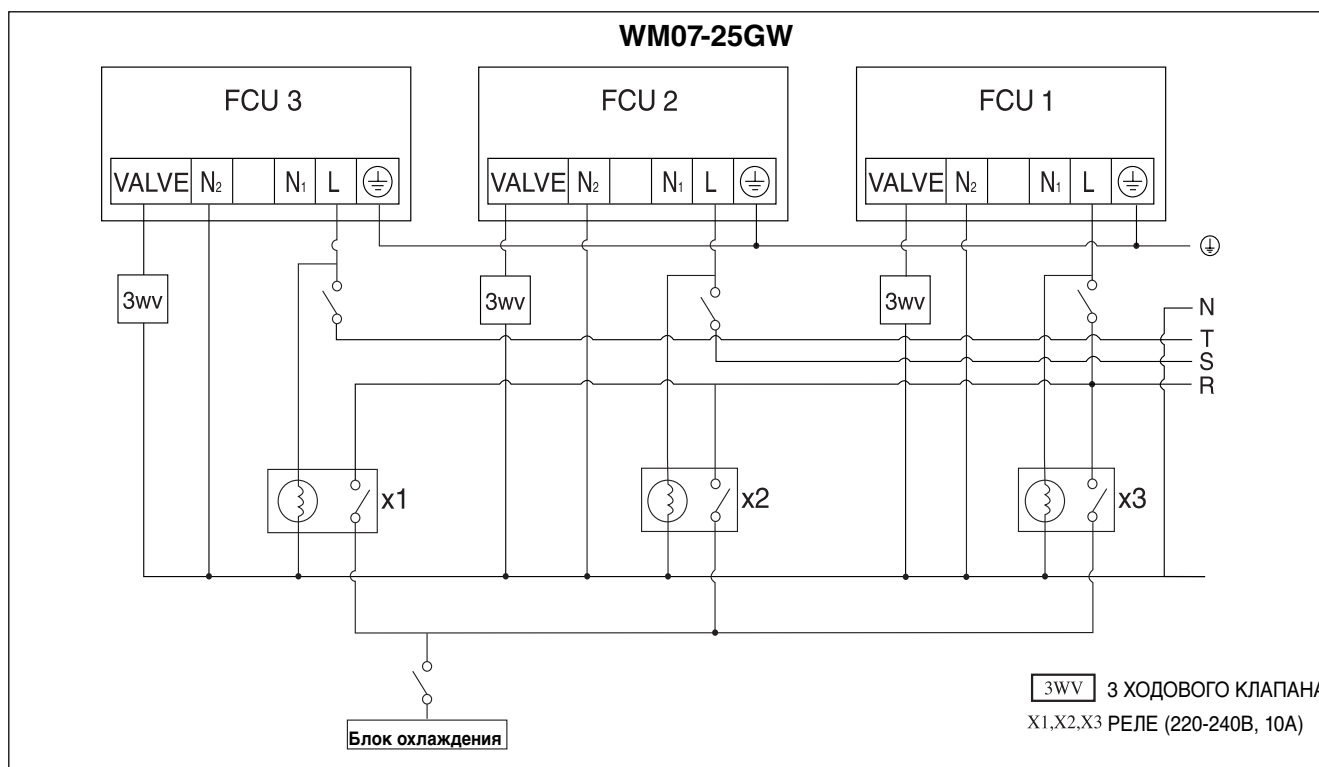 WM07-25GW
FCU 3
FCU 2
FCU 1
VALVE N₂ N₁ L
VALVE N₂ N₁ L
VALVE N₂ N₁ L
3wv
3wv
3wv
N
T
S
R
x1
x2
x3
3WV 3 ХОДОВОГО КЛАПАНА
X1,X2,X3 РЕЛЕ (220-240В, 10А)
Блок охлаждения